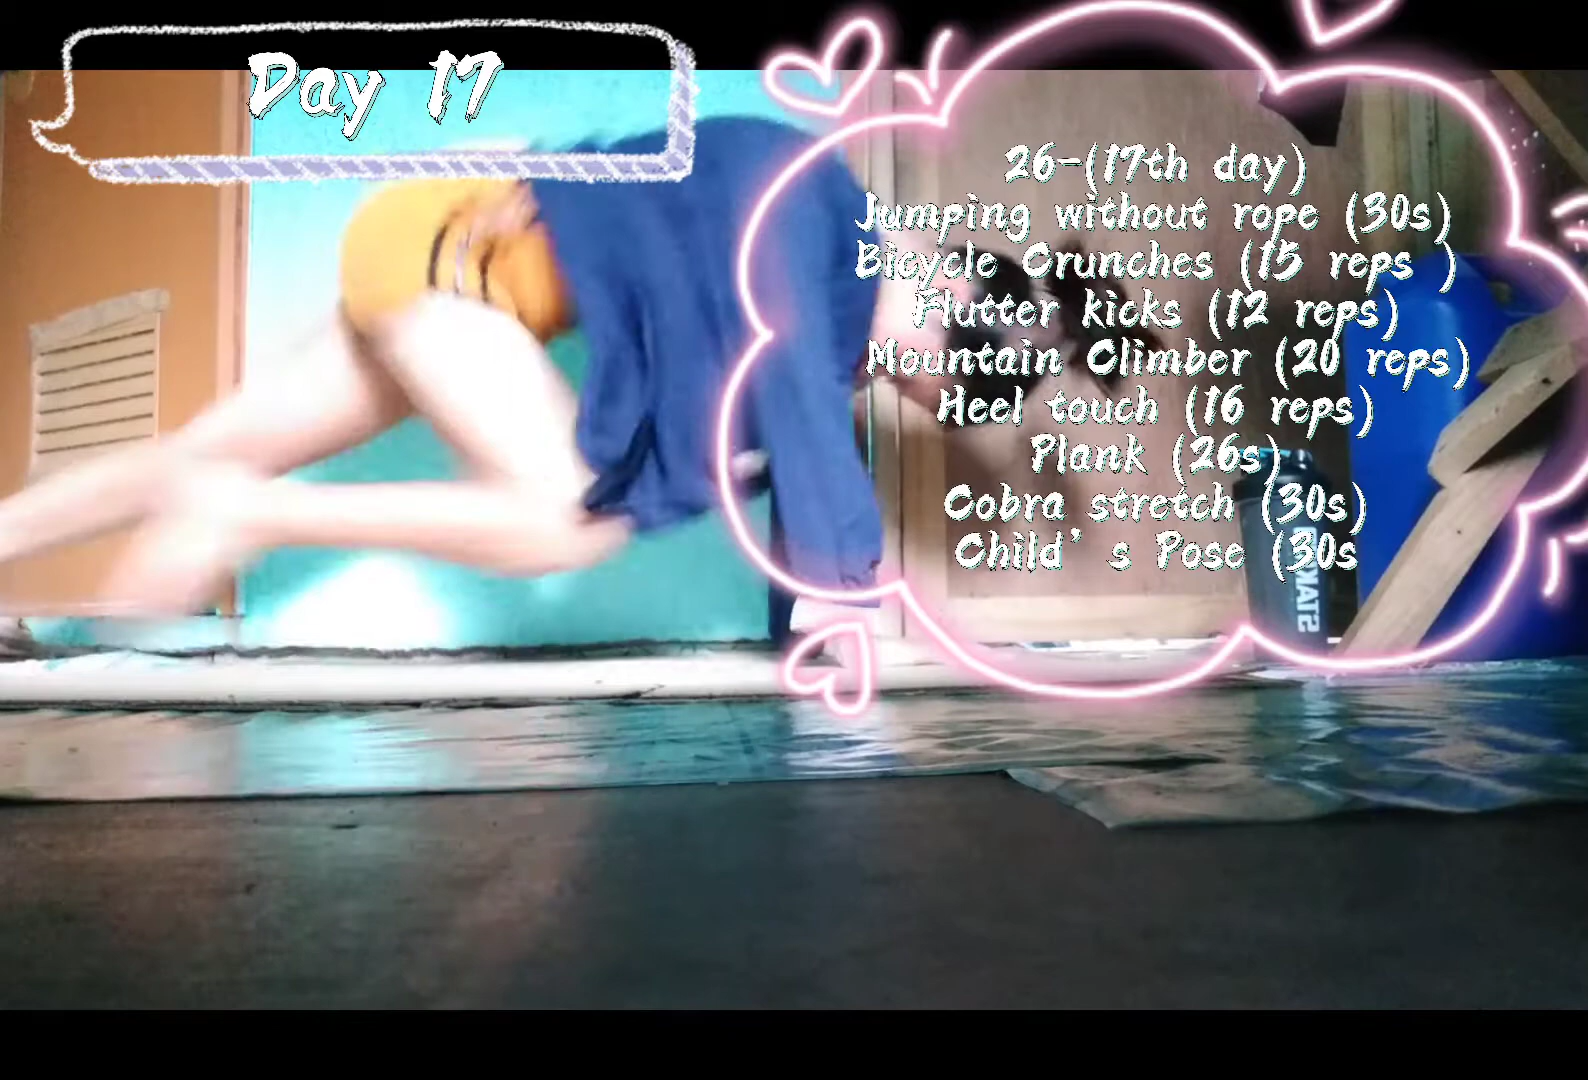 Day 17
26-(17th day)
Jumping without rope (30s)
Bicycle Crunches (15 reps )
Flutter kicks (12 reps)
Mountain Climber (20 reps)
Heel touch (16 reps)
Plank (26s)
Cobra stretch (30s)
Child’s Pose (30s